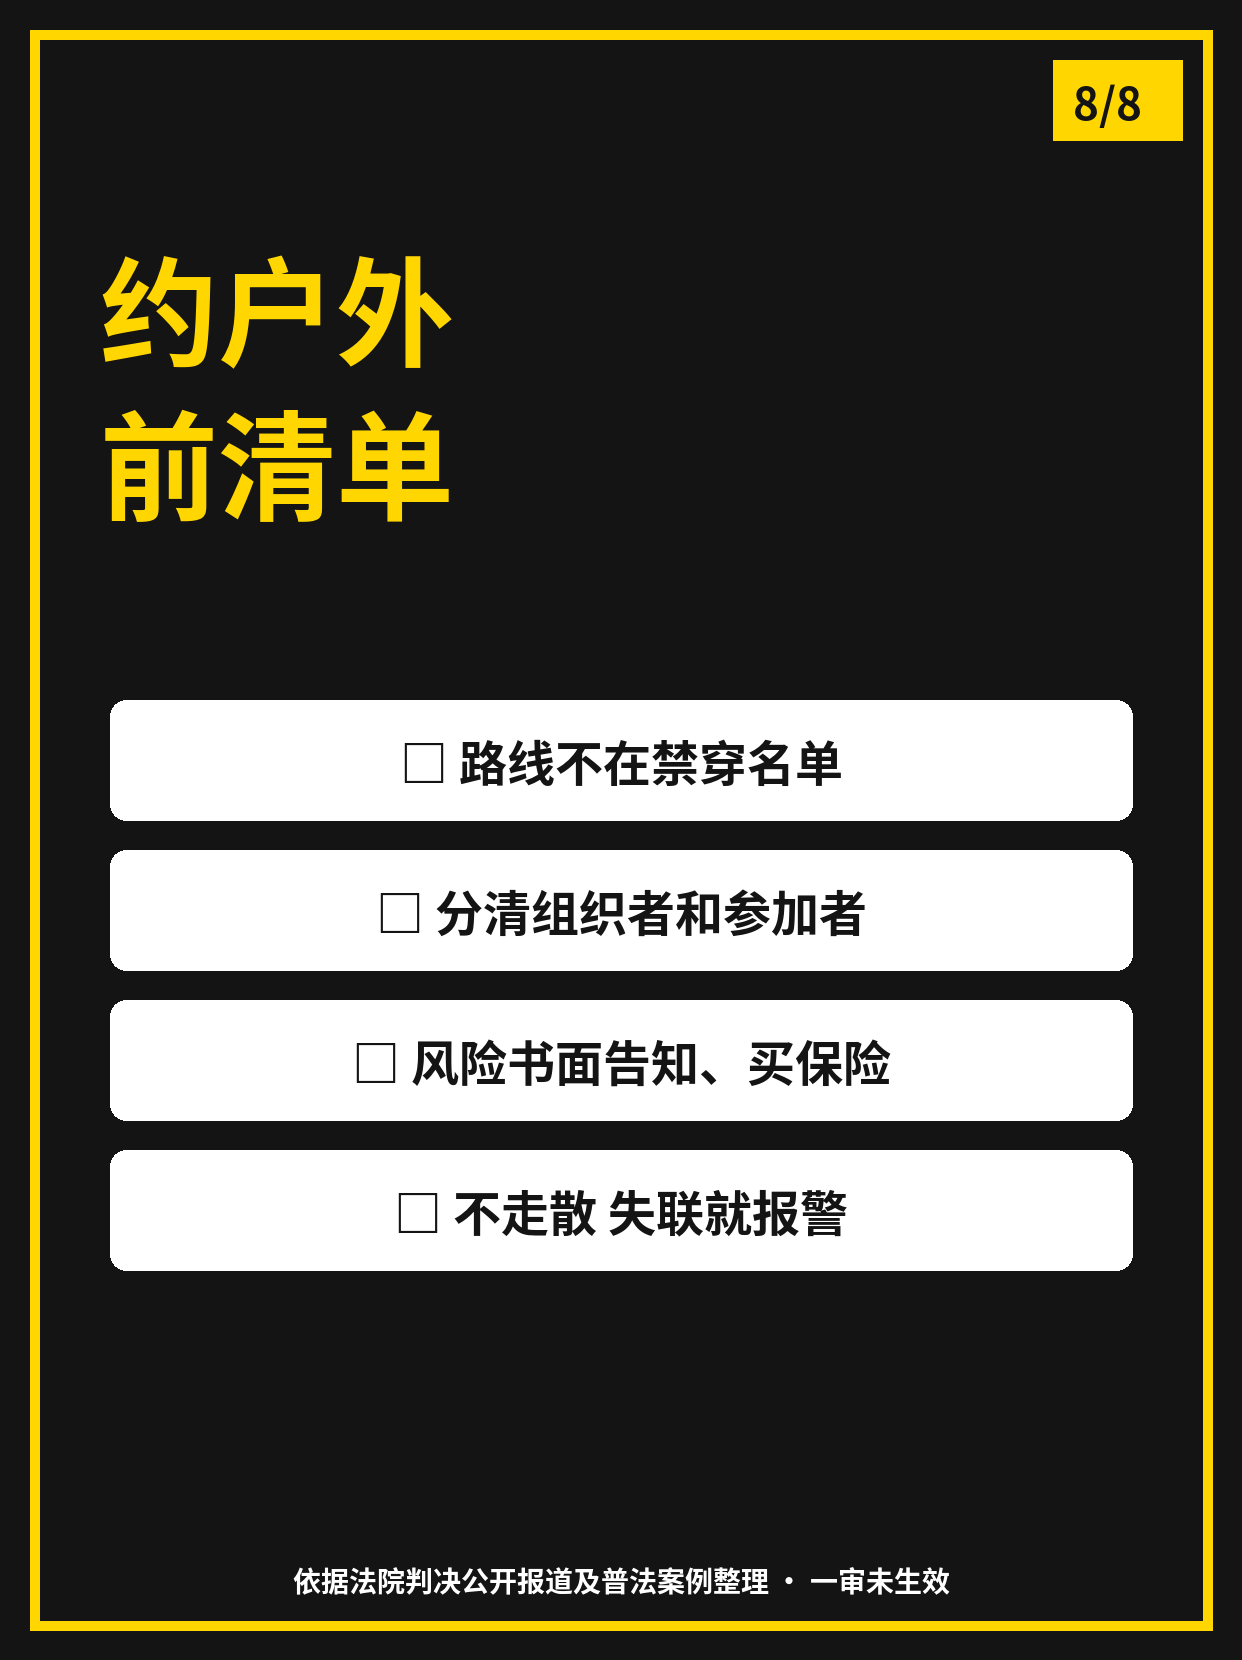 8/8
约户外
前清单
□ 路线不在禁穿名单
□ 分清组织者和参加者
□ 风险书面告知、买保险
□ 不走散 失联就报警
依据法院判决公开报道及普法案例整理 · 一审未生效